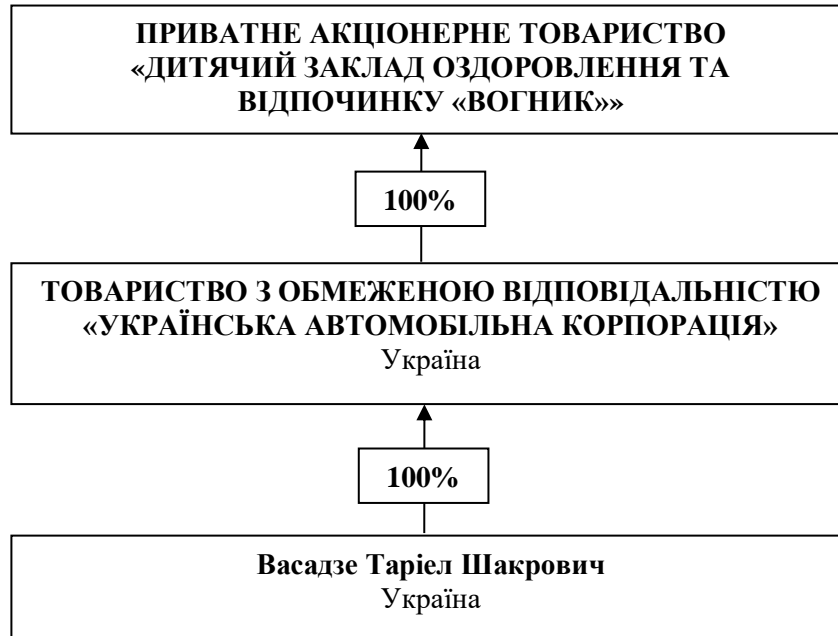 ПРИВАТНЕ АКЦІОНЕРНЕ ТОВАРИСТВО
«ДИТЯЧИЙ ЗАКЛАД ОЗДОРОВЛЕННЯ ТА
ВІДПОЧИНКУ «ВОГНИК»»
100%
ТОВАРИСТВО З ОБМЕЖЕНОЮ ВІДПОВІДАЛЬНІСТЮ
«УКРАЇНСЬКА АВТОМОБІЛЬНА КОРПОРАЦІЯ»
Україна
100%
Васадзе Таріел Шакрович
Україна